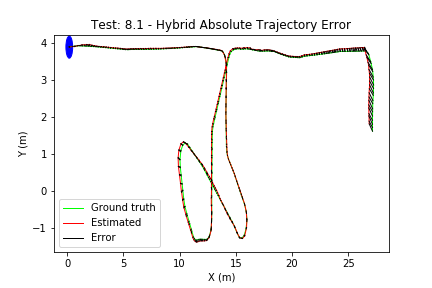 Test: 8.1 - Hybrid Absolute Trajectory Error
Y (m)
4
3
2
1
0
−1
Ground truth
Estimated
Error
0 5 10 15 20 25
X (m)